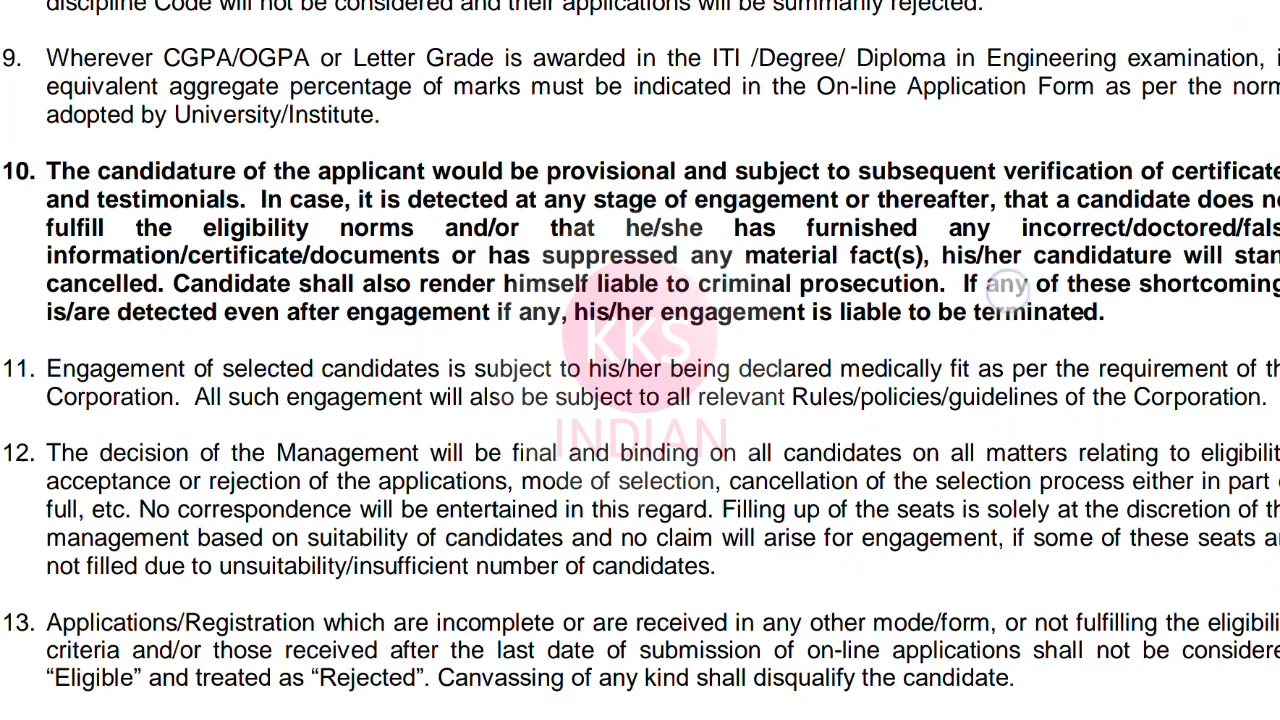 discipline Code will not be considered and their applications will be summarily rejected.
9. Wherever CGPA/OGPA or Letter Grade is awarded in the ITI /Degree/ Diploma in Engineering examination,
equivalent aggregate percentage of marks must be indicated in the On-line Application Form as per the norm
adopted by University/Institute.
10. The candidature of the applicant would be provisional and subject to subsequent verification of certificate
and testimonials. In case, it is detected at any stage of engagement or thereafter, that a candidate does
fulfill the eligibility norms and/or that he/she has furnished any incorrect/doctored/fals
information/certificate/documents or has suppressed any material fact(s), his/her candidature will stan
cancelled. Candidate shall also render himself liable to criminal prosecution. If any of these shortcoming
is/are detected even after engagement if any, his/her engagement is liable to be terminated.
KKS
11. Engagement of selected candidates is subject to his/her being declared medically fit as per the requirement of th
Corporation. All such engagement will also be subject to all relevant Rules/policies/guidelines of the Corporation.
INDIAN
12. The decision of the Management will be final and binding on all candidates on all matters relating to eligibilit
acceptance or rejection of the applications, mode of selection, cancellation of the selection process either in part
full, etc. No correspondence will be entertained in this regard. Filling up of the seats is solely at the discretion of th
management based on suitability of candidates and no claim will arise for engagement, if some of these seats a
not filled due to unsuitability/insufficient number of candidates.
13. Applications/Registration which are incomplete or are received in any other mode/form, or not fulfilling the eligibili
criteria and/or those received after the last date of submission of on-line applications shall not be considere
“Eligible” and treated as “Rejected”. Canvassing of any kind shall disqualify the candidate.